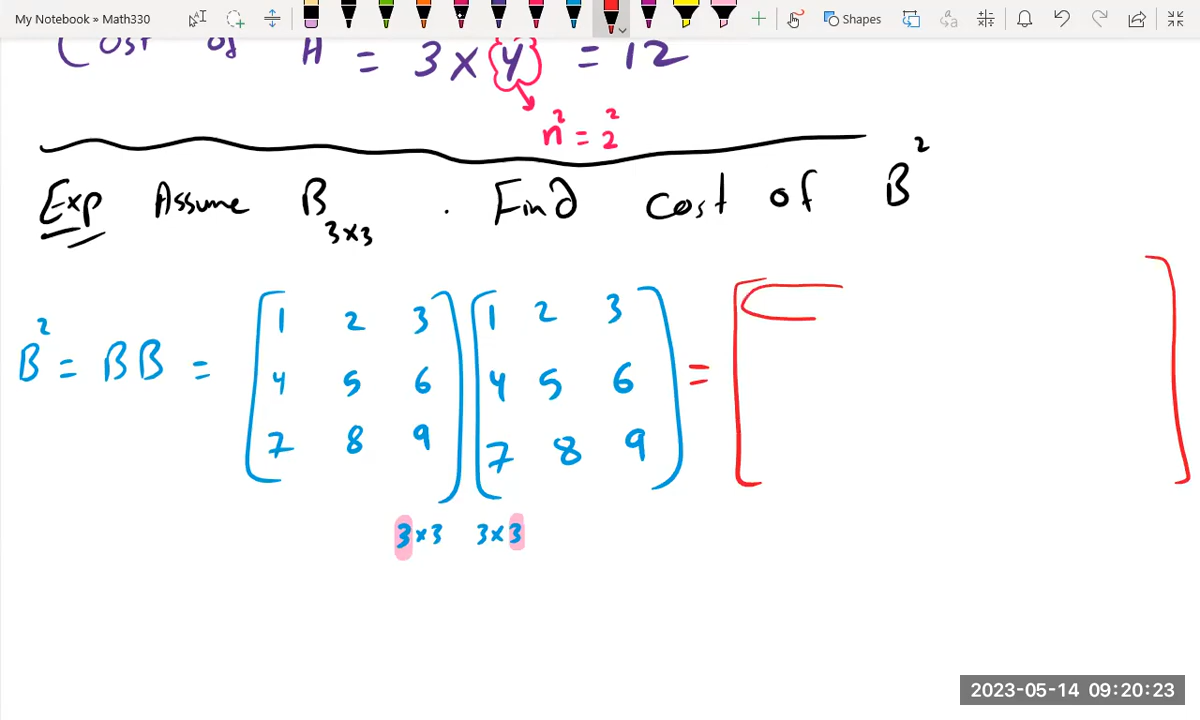 My Notebook » Math330
Shapes
Cost of A = 3 × 4 = 12
n² = 2²
Exp Assume B₃ₓ₃ . Find cost of B²
B² = BB = [1 2 3] [1 2 3] = [ ]
[4 5 6] [4 5 6]
[7 8 9] [7 8 9]
3×3 3×3
2023-05-14 09:20:23